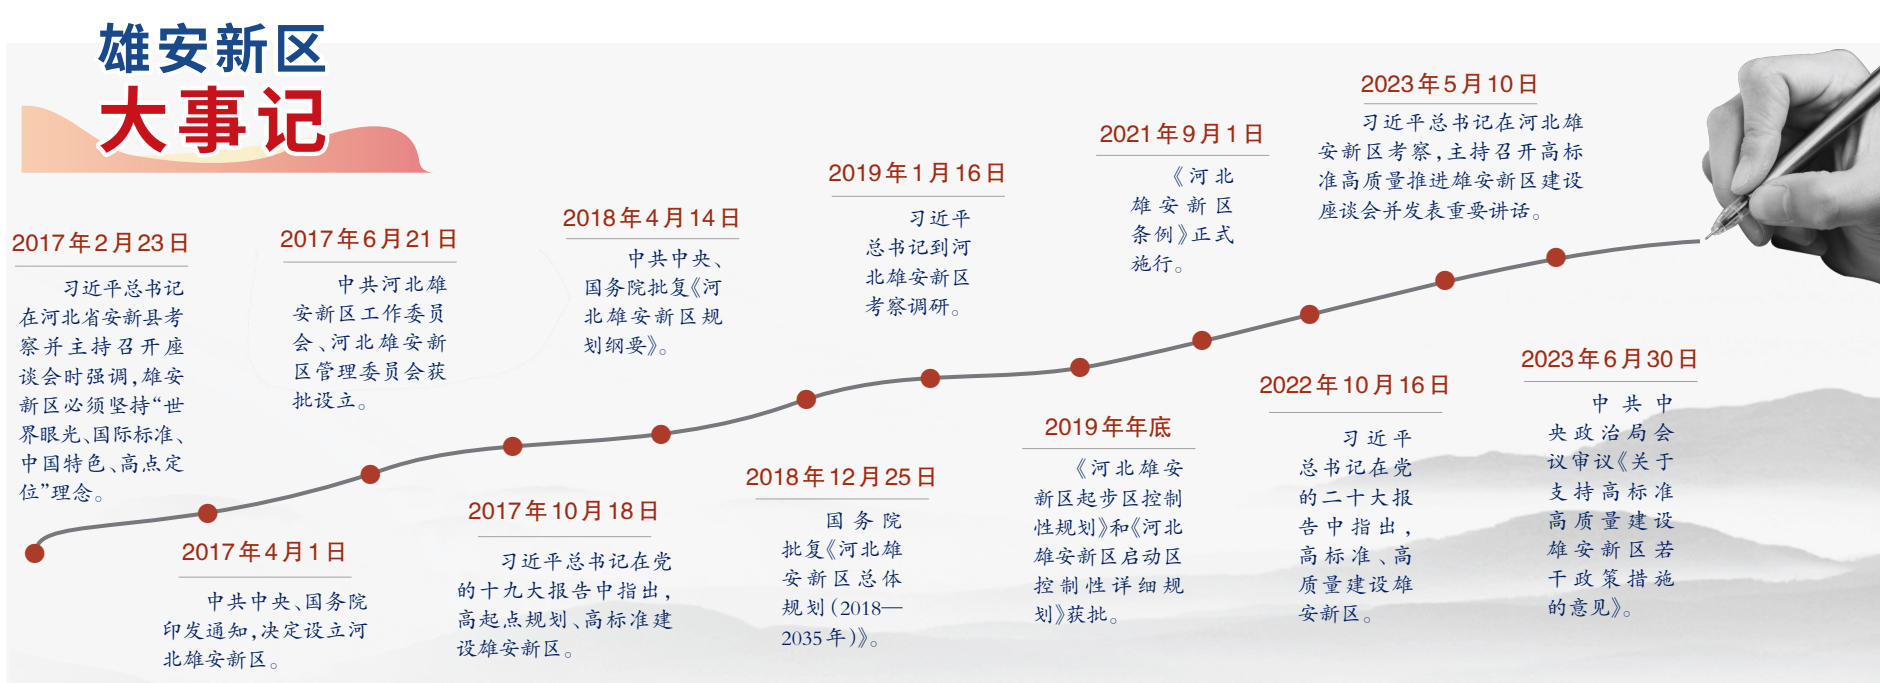 雄安新区
大事记
2017年2月23日
习近平总书记
在河北省安新县考
察并主持召开座
谈会时强调，雄安
新区必须坚持“世
界眼光、国际标准、
中国特色、高点定
位”理念。
2017年4月1日
中共中央、国务院
印发通知，决定设立河
北雄安新区。
2017年6月21日
中共河北雄
安新区工作委员
会、河北雄安新
区管理委员会获
批设立。
2017年10月18日
习近平总书记在党
的十九大报告中指出，
高起点规划、高标准建
设雄安新区。
2018年4月14日
中共中央、
国务院批复《河
北雄安新区规
划纲要》。
2018年12月25日
国务院
批复《河北雄
安新区总体
规划（2018—
2035年）》。
2019年1月16日
习近平
总书记到河
北雄安新区
考察调研。
2019年年底
《河北雄安
新区起步区控制
性规划》和《河北
雄安新区启动区
控制性详细规
划》获批。
2021年9月1日
《河北
雄安新区
条例》正式
施行。
2022年10月16日
习近平
总书记在党
的二十大报
告中指出，
高标准、高
质量建设雄
安新区。
2023年5月10日
习近平总书记在河北雄
安新区考察，主持召开高标
准高质量推进雄安新区建设
座谈会并发表重要讲话。
2023年6月30日
中共中
央政治局会
议审议《关于
支持高标准
高质量建设
雄安新区若
干政策措施
的意见》。